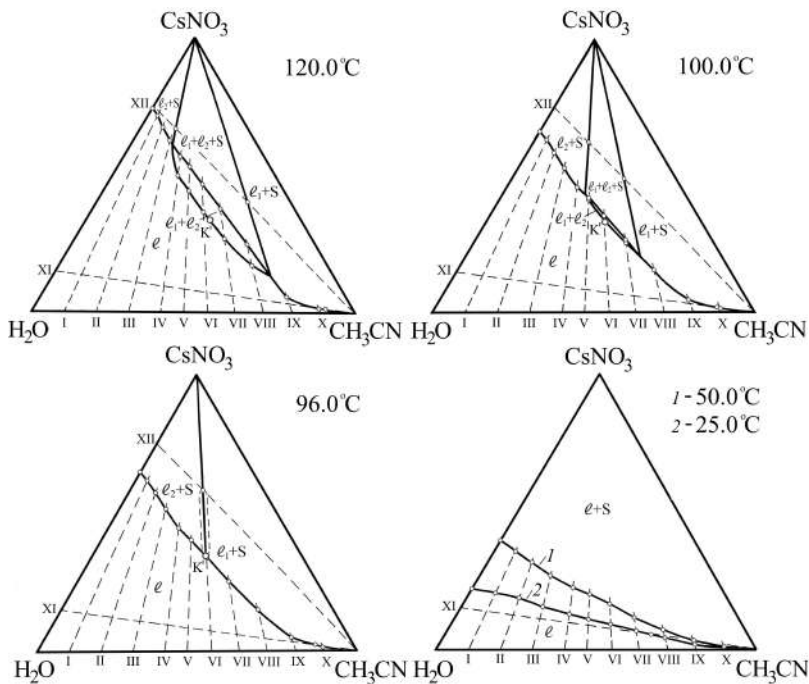 CsNO₃
120.0°C
XII
ℓ₂+S
ℓ₁+ℓ₂+S
ℓ₁+S
ℓ₁+ℓ₂
K
ℓ
XI
H₂O
I II III IV V VI VII VIII IX X
CH₃CN
CsNO₃
100.0°C
XII
ℓ₂+S
ℓ₁+ℓ₂+S
ℓ₁+ℓ₂
K
ℓ₁+S
ℓ
XI
H₂O
I II III IV V VI VII VIII IX X
CH₃CN
CsNO₃
96.0°C
XII
ℓ₂+S
ℓ₁+S
K
ℓ
XI
H₂O
I II III IV V VI VII VIII IX X
CH₃CN
CsNO₃
1-50.0°C
2-25.0°C
ℓ+S
1
2
XI
ℓ
H₂O
I II III IV V VI VII VIII IX X
CH₃CN